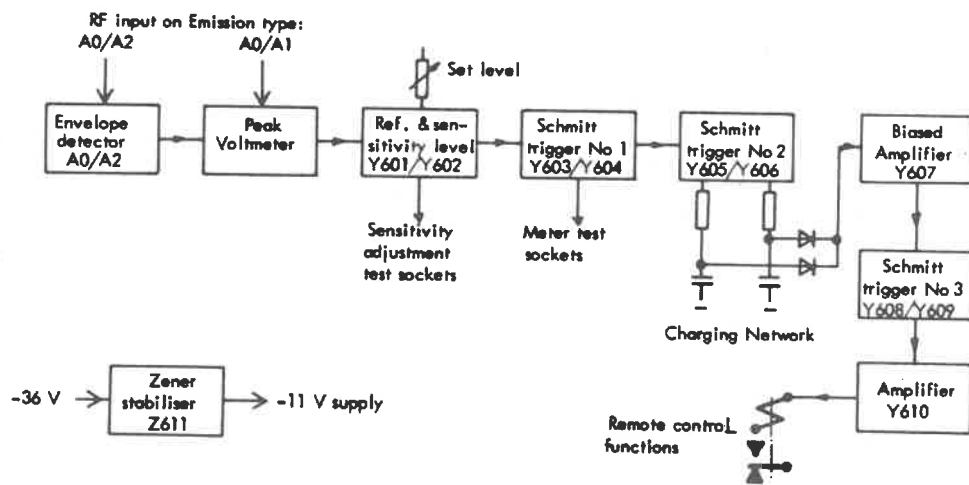 RF input on Emission type:
A0/A2
A0/A1
Set level
Envelope
detector
A0/A2
Peak
Voltmeter
Ref. & sen-
sitivity level
Y601/Y602
Schmitt
trigger No 1
Y603/Y604
Schmitt
trigger No 2
Y605/Y606
Biased
Amplifier
Y607
Sensitivity
adjustment
test sockets
Meter test
sockets
Schmitt
trigger No 3
Y608/Y609
Charging Network
-36 V
Zener
stabiliser
Z611
-11 V supply
Amplifier
Y610
Remote control
functions